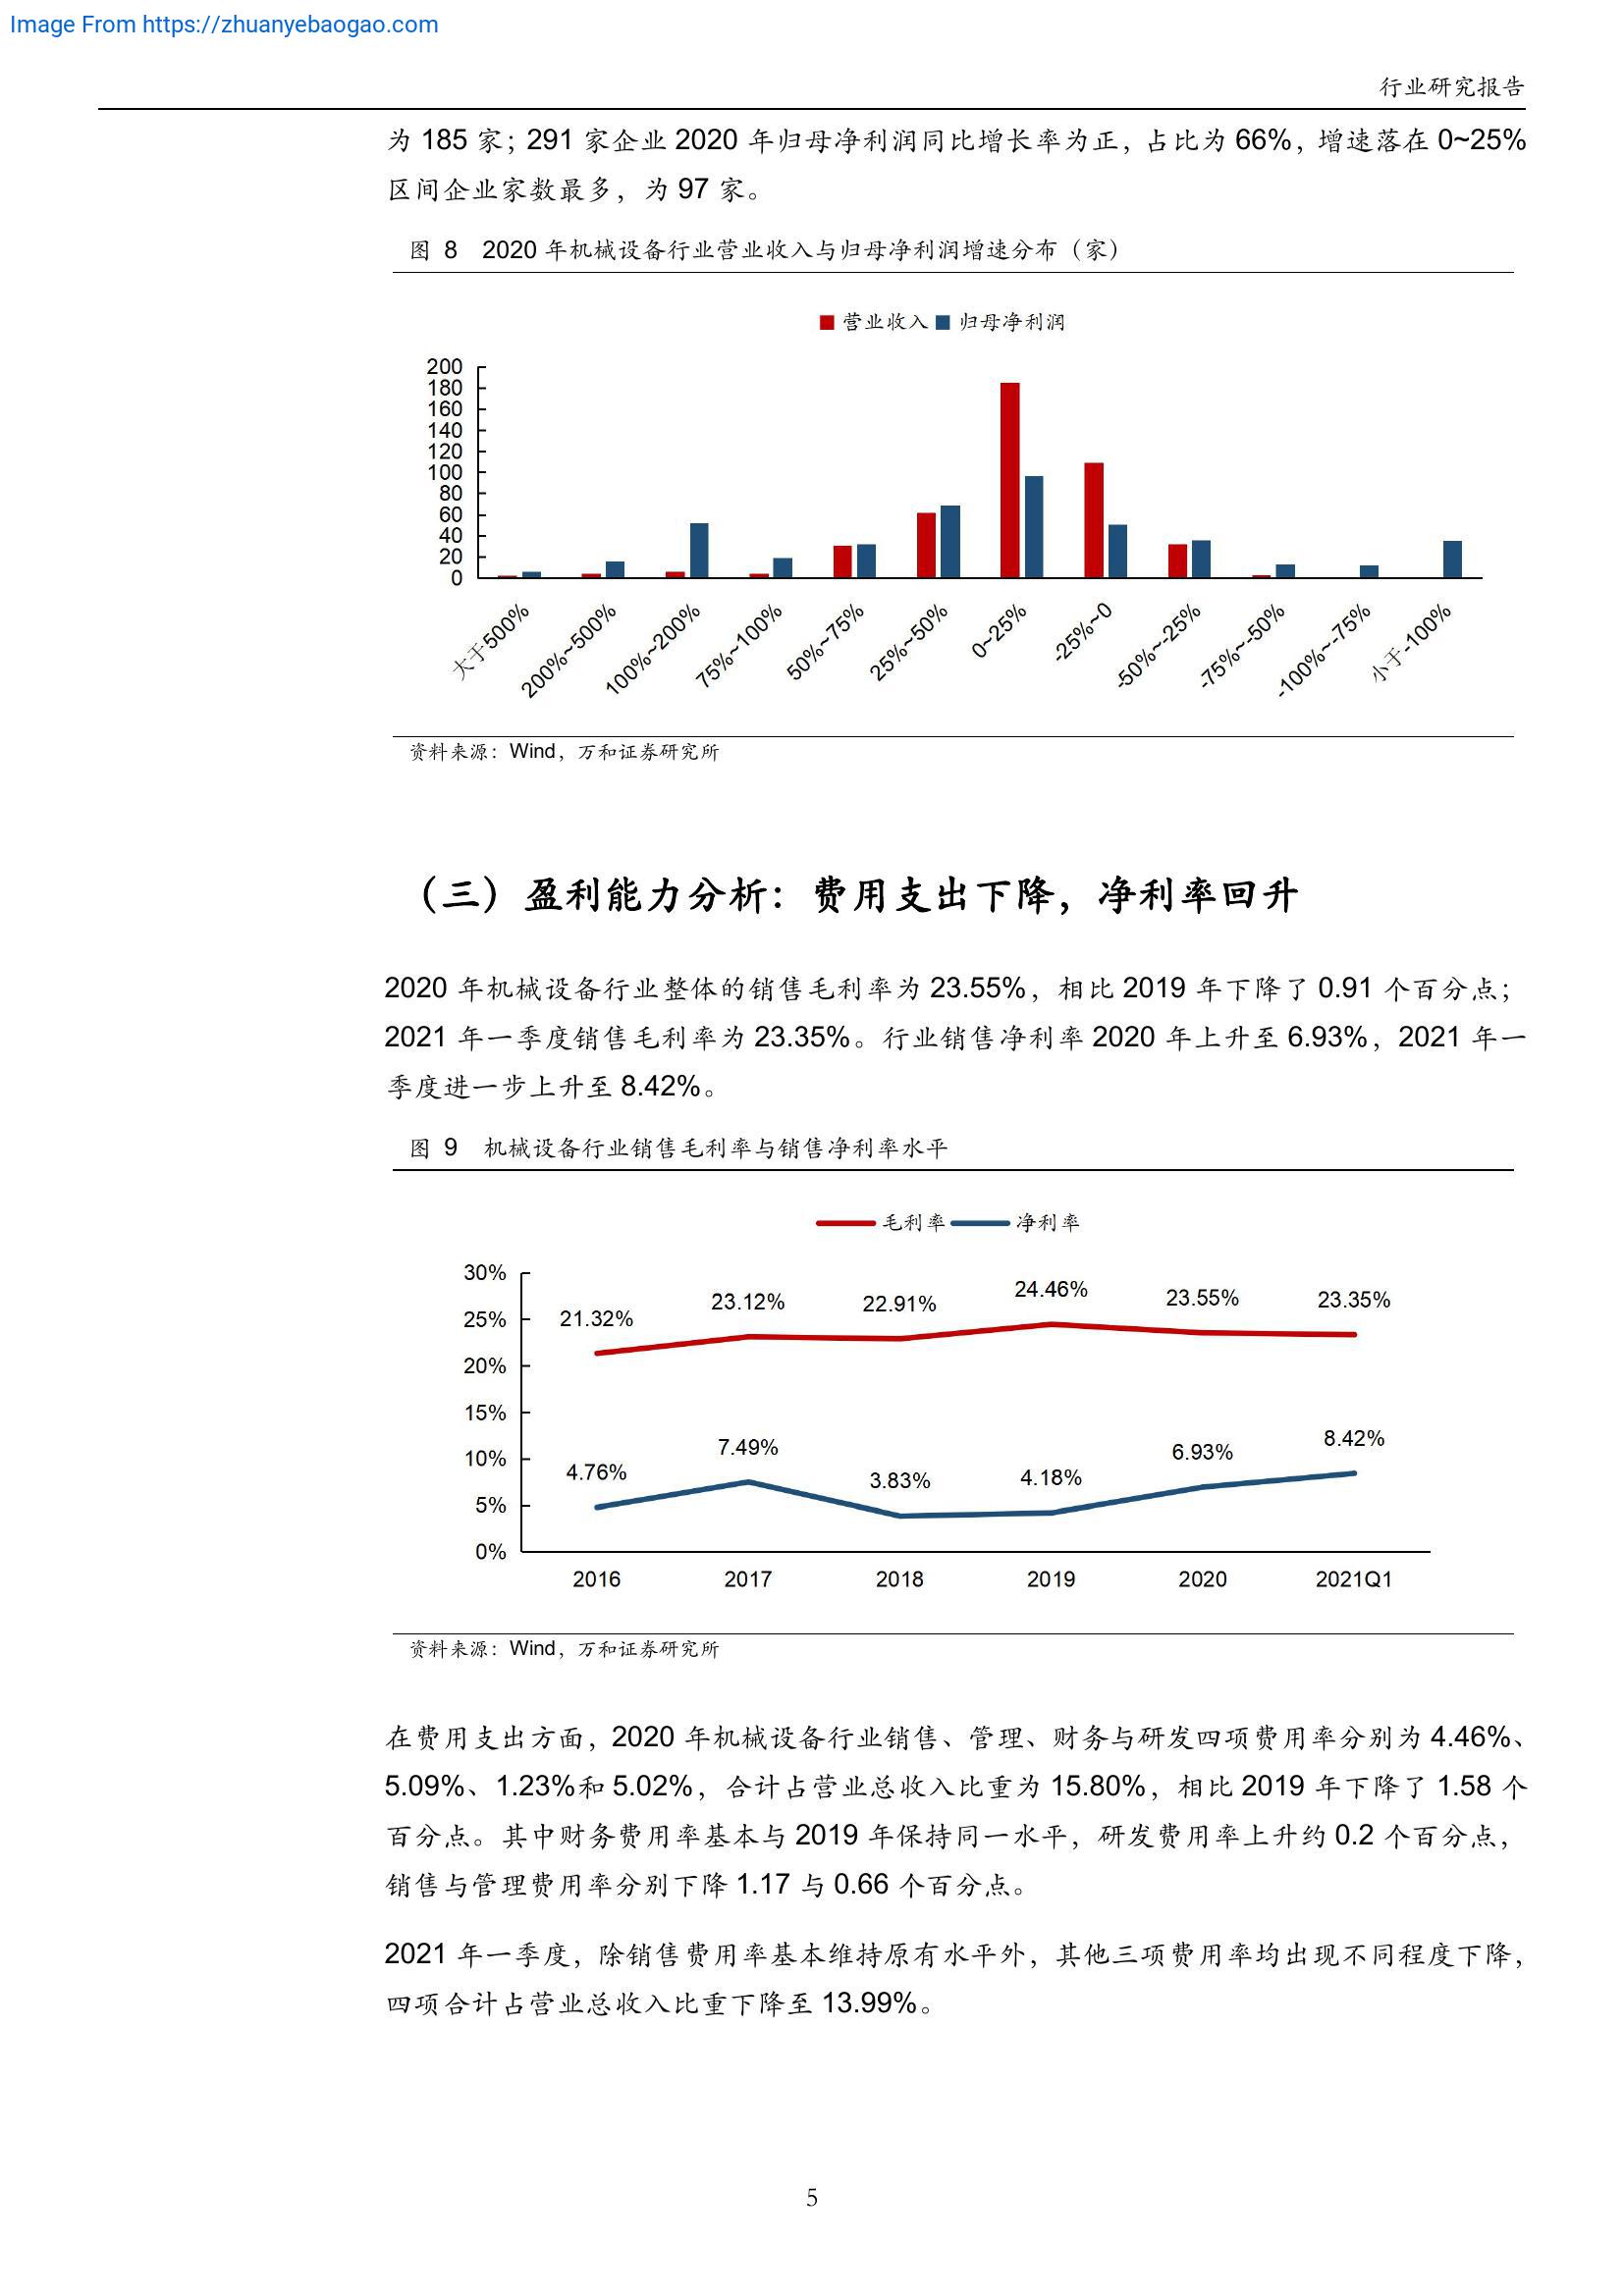 Image From https://zhuanyebaogao.com
行业研究报告
为 185 家；291 家企业 2020 年归母净利润同比增长率为正，占比为 66%，增速落在 0~25%
区间企业家数最多，为 97 家。
图 8 2020 年机械设备行业营业收入与归母净利润增速分布（家）
营业收入 归母净利润
200
180
160
140
120
100
80
60
40
20
0
大于500% 200%~500% 100%~200% 75%~100% 50%~75% 25%~50% 0~25% -25%~0 -50%~-25% -75%~-50% -100%~-75% 小于-100%
资料来源：Wind，万和证券研究所
（三）盈利能力分析：费用支出下降，净利率回升
2020 年机械设备行业整体的销售毛利率为 23.55%，相比 2019 年下降了 0.91 个百分点；
2021 年一季度销售毛利率为 23.35%。行业销售净利率 2020 年上升至 6.93%，2021 年一
季度进一步上升至 8.42%。
图 9 机械设备行业销售毛利率与销售净利率水平
毛利率 净利率
30%
25%
20%
15%
10%
5%
0%
21.32% 23.12% 22.91% 24.46% 23.55% 23.35%
4.76% 7.49% 3.83% 4.18% 6.93% 8.42%
2016 2017 2018 2019 2020 2021Q1
资料来源：Wind，万和证券研究所
在费用支出方面，2020 年机械设备行业销售、管理、财务与研发四项费用率分别为 4.46%、
5.09%、1.23%和 5.02%，合计占营业总收入比重为 15.80%，相比 2019 年下降了 1.58 个
百分点。其中财务费用率基本与 2019 年保持同一水平，研发费用率上升约 0.2 个百分点，
销售与管理费用率分别下降 1.17 与 0.66 个百分点。
2021 年一季度，除销售费用率基本维持原有水平外，其他三项费用率均出现不同程度下降，
四项合计占营业总收入比重下降至 13.99%。
5